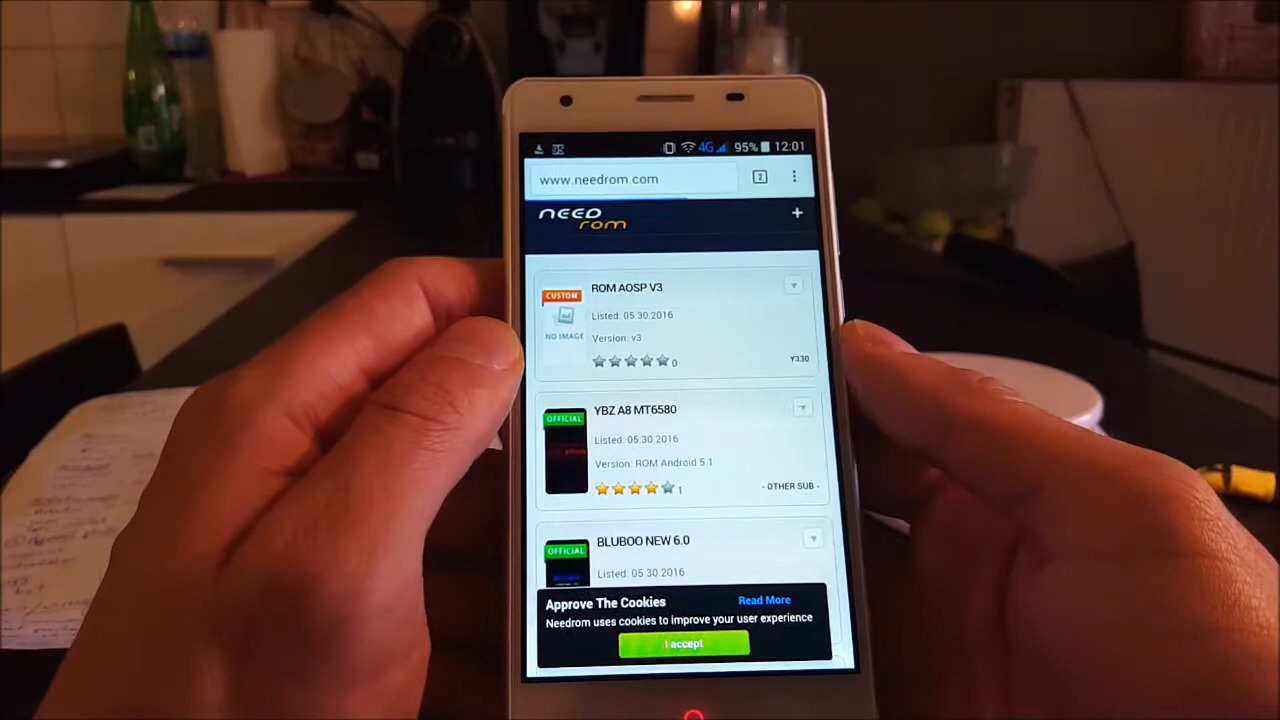 4G 95% 12:01
www.needrom.com 2
NEED
rom +
CUSTOM
NO IMAGE
ROM AOSP V3
Listed: 05.30.2016
Version: v3
0 Y330
OFFICIAL
YBZ A8 MT6580
Listed: 05.30.2016
Version: ROM Android 5.1
1 - OTHER SUB -
OFFICIAL
BLUBOO NEW 6.0
Listed: 05.30.2016
Approve The Cookies Read More
Needrom uses cookies to improve your user experience
I accept